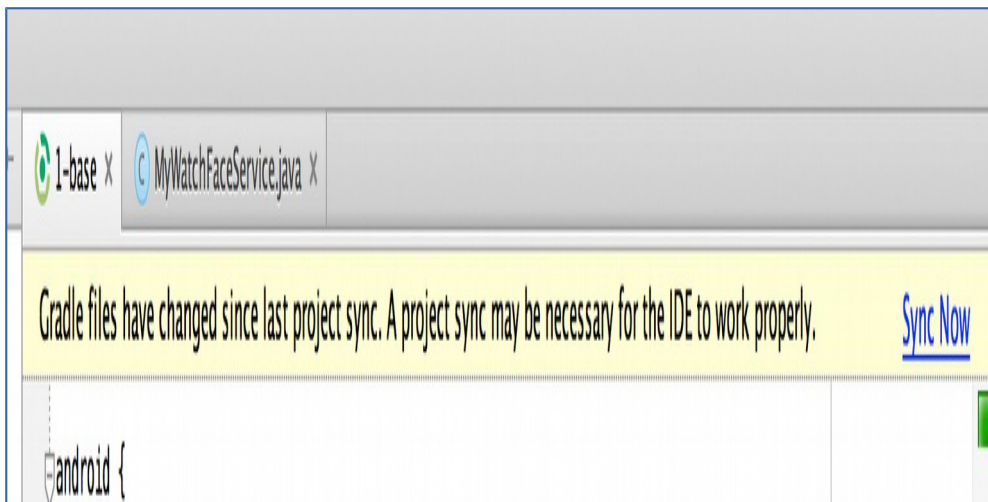 1-base
C MyWatchFaceService.java
Gradle files have changed since last project sync. A project sync may be necessary for the IDE to work properly. Sync Now
android {